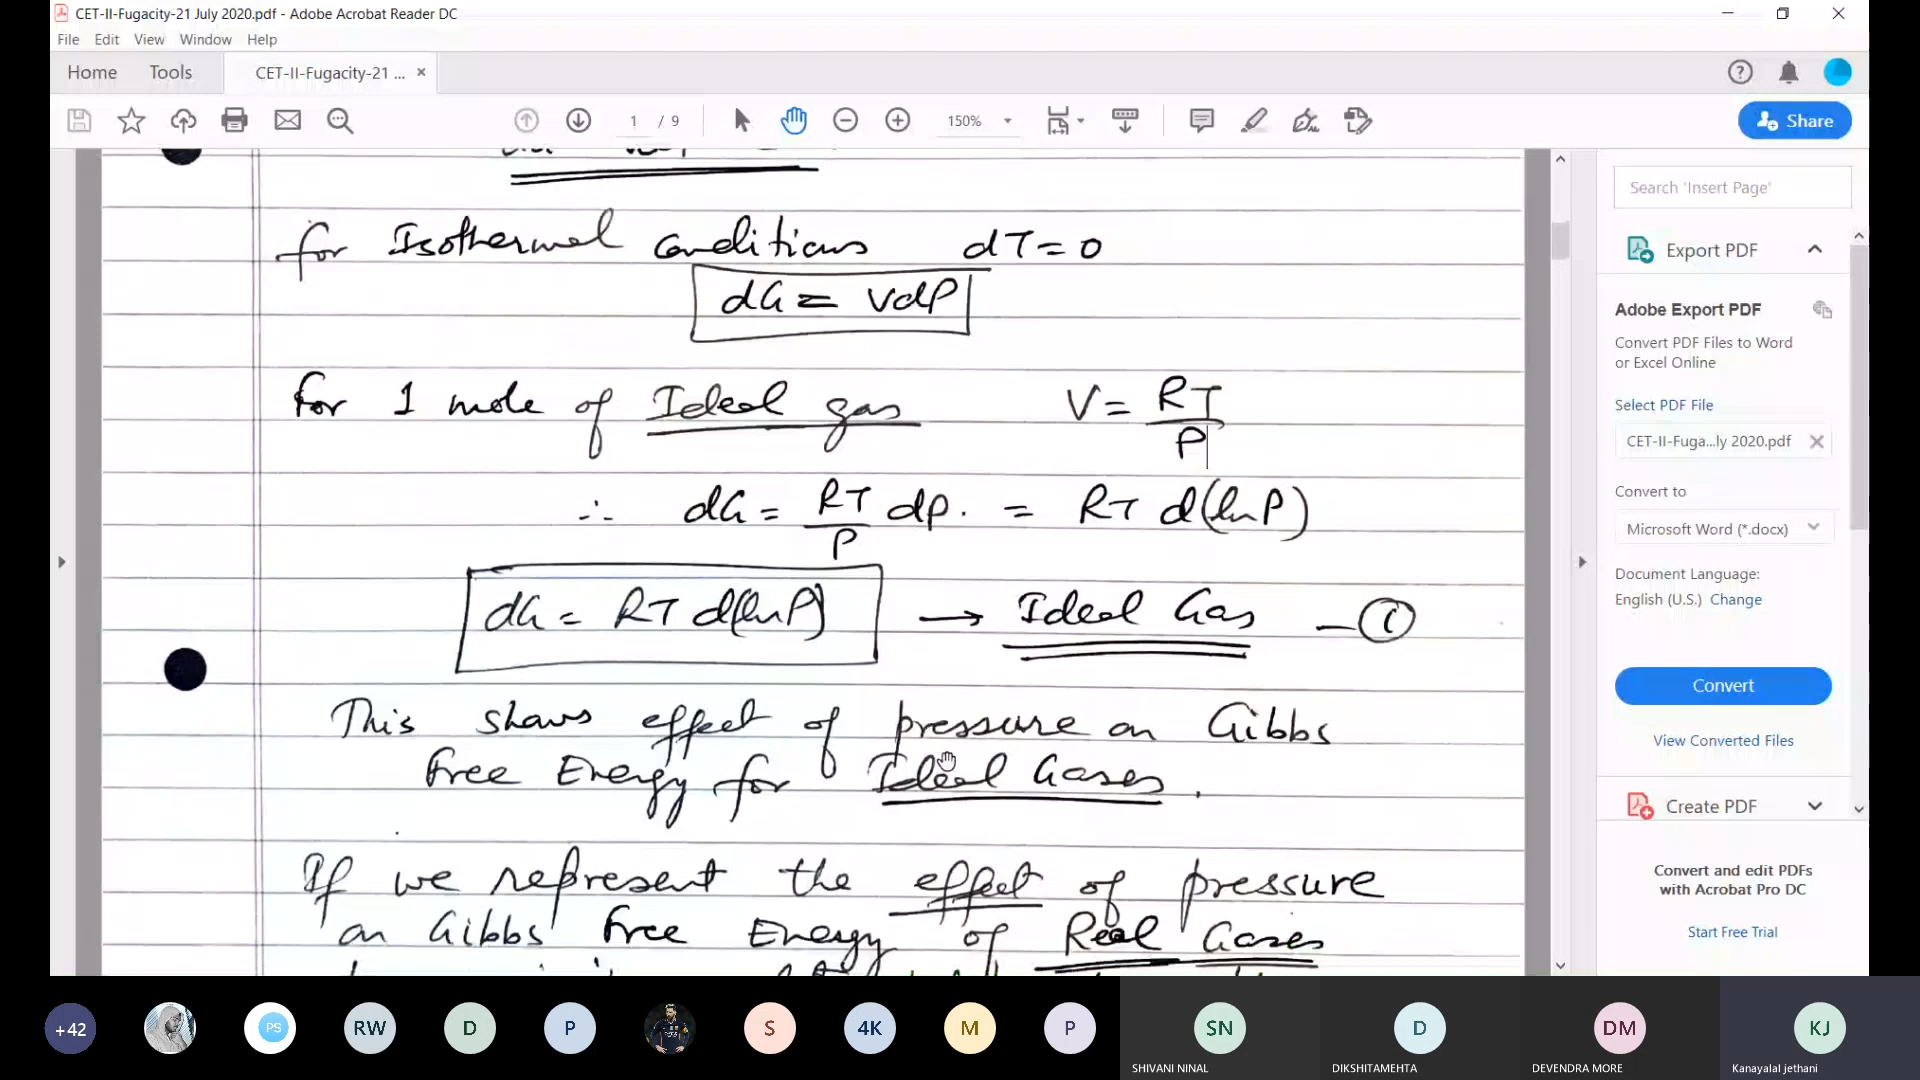 CET-II-Fugacity-21 July 2020.pdf - Adobe Acrobat Reader DC
File Edit View Window Help
Home Tools CET-II-Fugacity-21 ... ×
1 / 9 150% Share
for Isothermal Conditions dT = 0
dG = VdP
for 1 mole of Ideal gas V = RT/P
∴ dG = RT/P dP. = RT d(lnP)
dG = RT d(lnP) → Ideal Gas - ①
This shows effect of pressure on Gibbs
Free Energy for Ideal Gases.
If we represent the effect of pressure
on Gibbs Free Energy of Real Gases
Search 'Insert Page'
Export PDF
Adobe Export PDF
Convert PDF Files to Word
or Excel Online
Select PDF File
CET-II-Fuga...ly 2020.pdf ×
Convert to
Microsoft Word (*.docx)
Document Language:
English (U.S.) Change
Convert
View Converted Files
Create PDF
Convert and edit PDFs
with Acrobat Pro DC
Start Free Trial
+42 PS RW D P S 4K M P SN D DM KJ
SHIVANI NINAL DIKSHITAMEHTA DEVENDRA MORE Kanayalal jethani